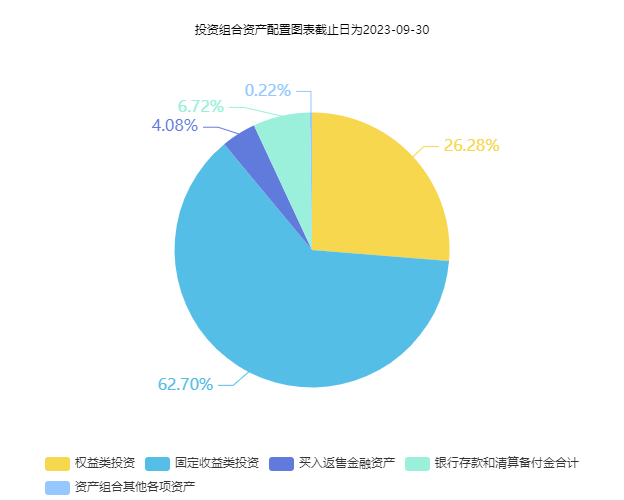 投资组合资产配置图表截止日为2023-09-30
0.22%
6.72%
4.08%
26.28%
62.70%
权益类投资 固定收益类投资 买入返售金融资产 银行存款和清算备付金合计
资产组合其他各项资产